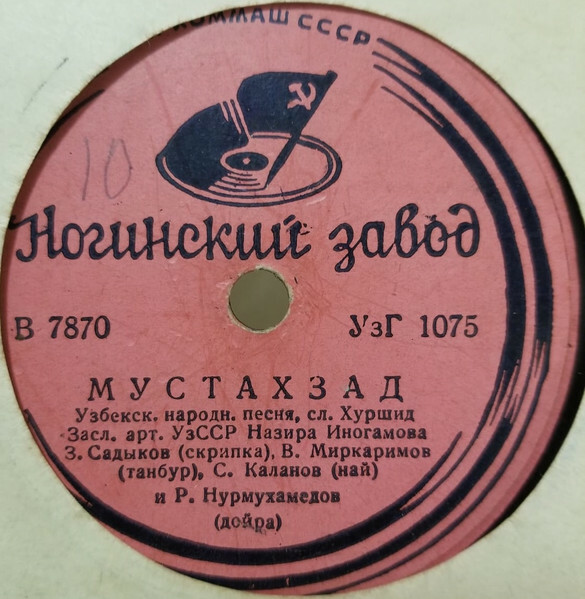 СССР
10
Ногинский завод
В 7870 УзГ 1075
МУСТАХЗАД
Узбекск. народн. песня, сл. Хуршид
Засл. арт. УзССР Назира Иногамова
З. Садыков (скрипка), В. Миркаримов
(танбур), С. Каланов (най)
и Р. Нурмухамедов
(дойра)